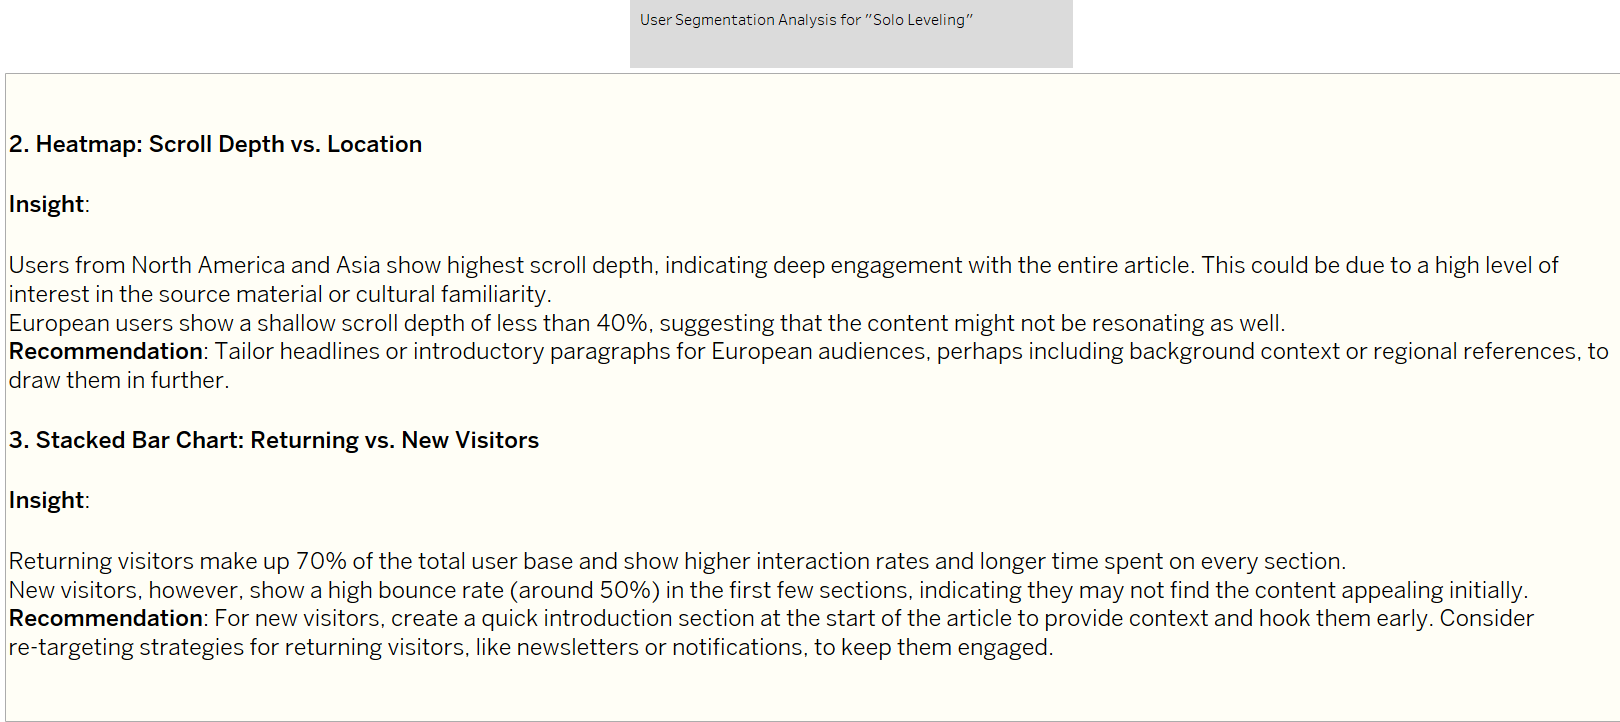 User Segmentation Analysis for "Solo Leveling"
2. Heatmap: Scroll Depth vs. Location
Insight:
Users from North America and Asia show highest scroll depth, indicating deep engagement with the entire article. This could be due to a high level of
interest in the source material or cultural familiarity.
European users show a shallow scroll depth of less than 40%, suggesting that the content might not be resonating as well.
Recommendation: Tailor headlines or introductory paragraphs for European audiences, perhaps including background context or regional references, to
draw them in further.
3. Stacked Bar Chart: Returning vs. New Visitors
Insight:
Returning visitors make up 70% of the total user base and show higher interaction rates and longer time spent on every section.
New visitors, however, show a high bounce rate (around 50%) in the first few sections, indicating they may not find the content appealing initially.
Recommendation: For new visitors, create a quick introduction section at the start of the article to provide context and hook them early. Consider
re-targeting strategies for returning visitors, like newsletters or notifications, to keep them engaged.